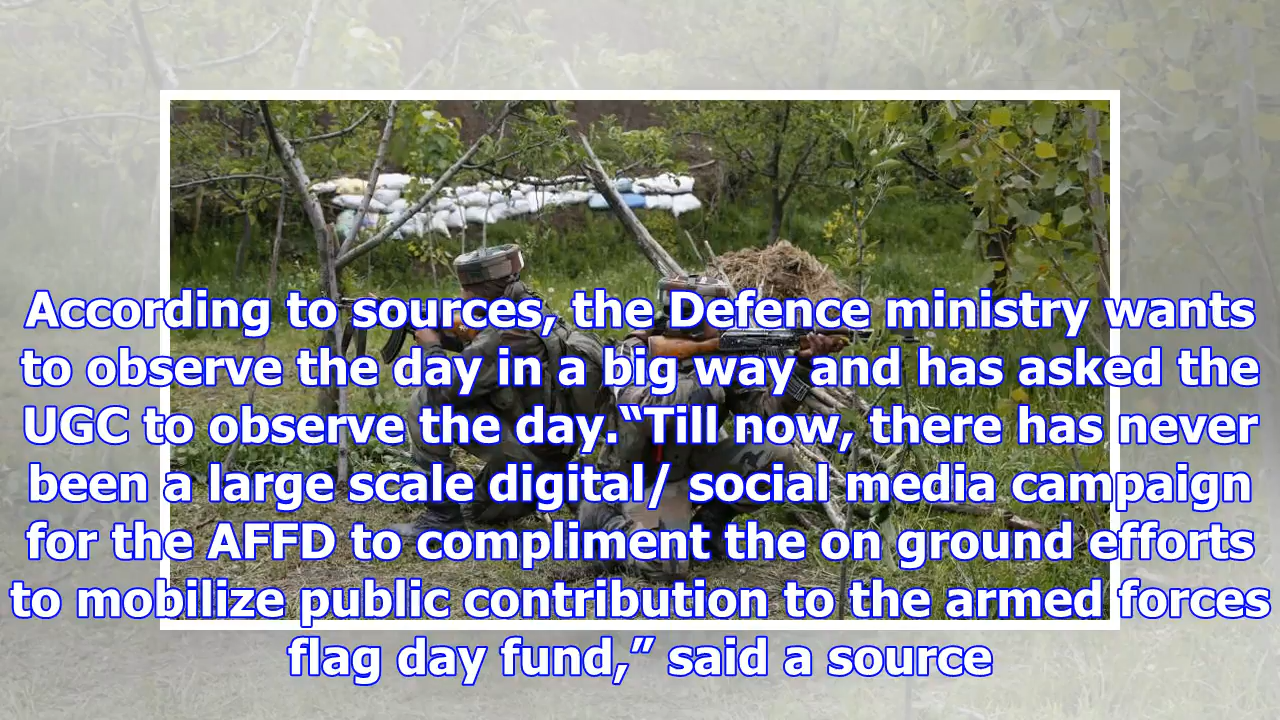 According to sources, the Defence ministry wants
to observe the day in a big way and has asked the
UGC to observe the day.“Till now, there has never
been a large scale digital/ social media campaign
for the AFFD to compliment the on ground efforts
to mobilize public contribution to the armed forces
flag day fund,” said a source